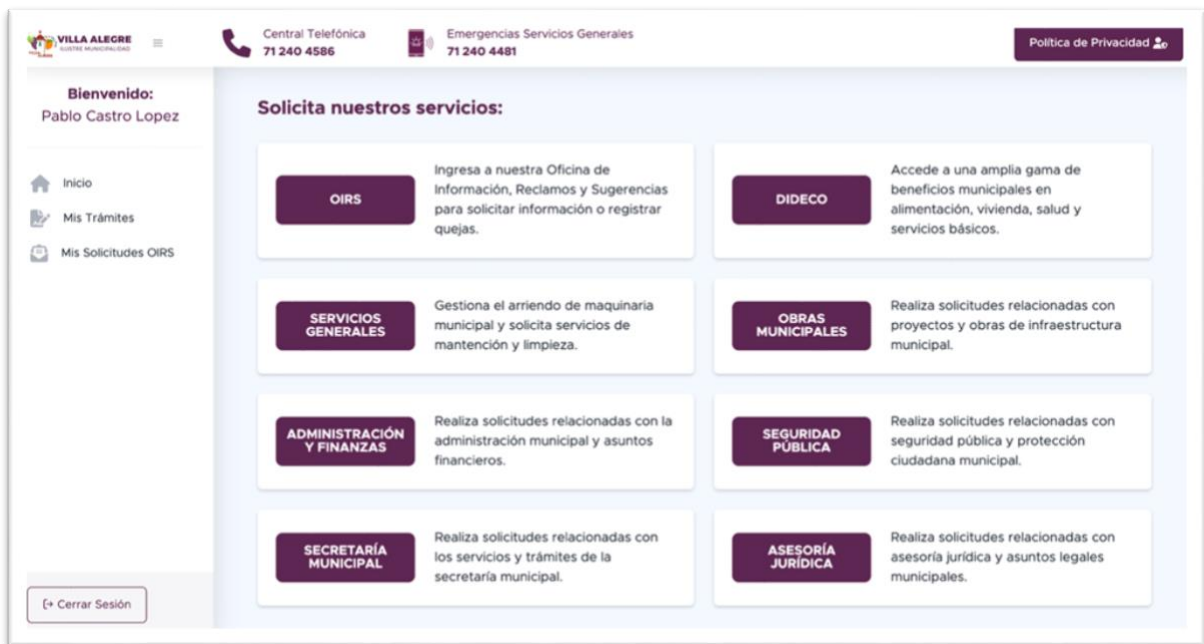 VILLA ALEGRE
ILUSTRE MUNICIPALIDAD
Central Telefónica
71 240 4586
Emergencias Servicios Generales
71 240 4481
Política de Privacidad
Bienvenido:
Pablo Castro Lopez
Inicio
Mis Trámites
Mis Solicitudes OIRS
Cerrar Sesión
Solicita nuestros servicios:
OIRS
Ingresa a nuestra Oficina de
Información, Reclamos y Sugerencias
para solicitar información o registrar
quejas.
DIDECO
Accede a una amplia gama de
beneficios municipales en
alimentación, vivienda, salud y
servicios básicos.
SERVICIOS
GENERALES
Gestiona el arriendo de maquinaria
municipal y solicita servicios de
mantención y limpieza.
OBRAS
MUNICIPALES
Realiza solicitudes relacionadas con
proyectos y obras de infraestructura
municipal.
ADMINISTRACIÓN
Y FINANZAS
Realiza solicitudes relacionadas con la
administración municipal y asuntos
financieros.
SEGURIDAD
PÚBLICA
Realiza solicitudes relacionadas con
seguridad pública y protección
ciudadana municipal.
SECRETARÍA
MUNICIPAL
Realiza solicitudes relacionadas con
los servicios y trámites de la
secretaría municipal.
ASESORÍA
JURÍDICA
Realiza solicitudes relacionadas con
asesoría jurídica y asuntos legales
municipales.